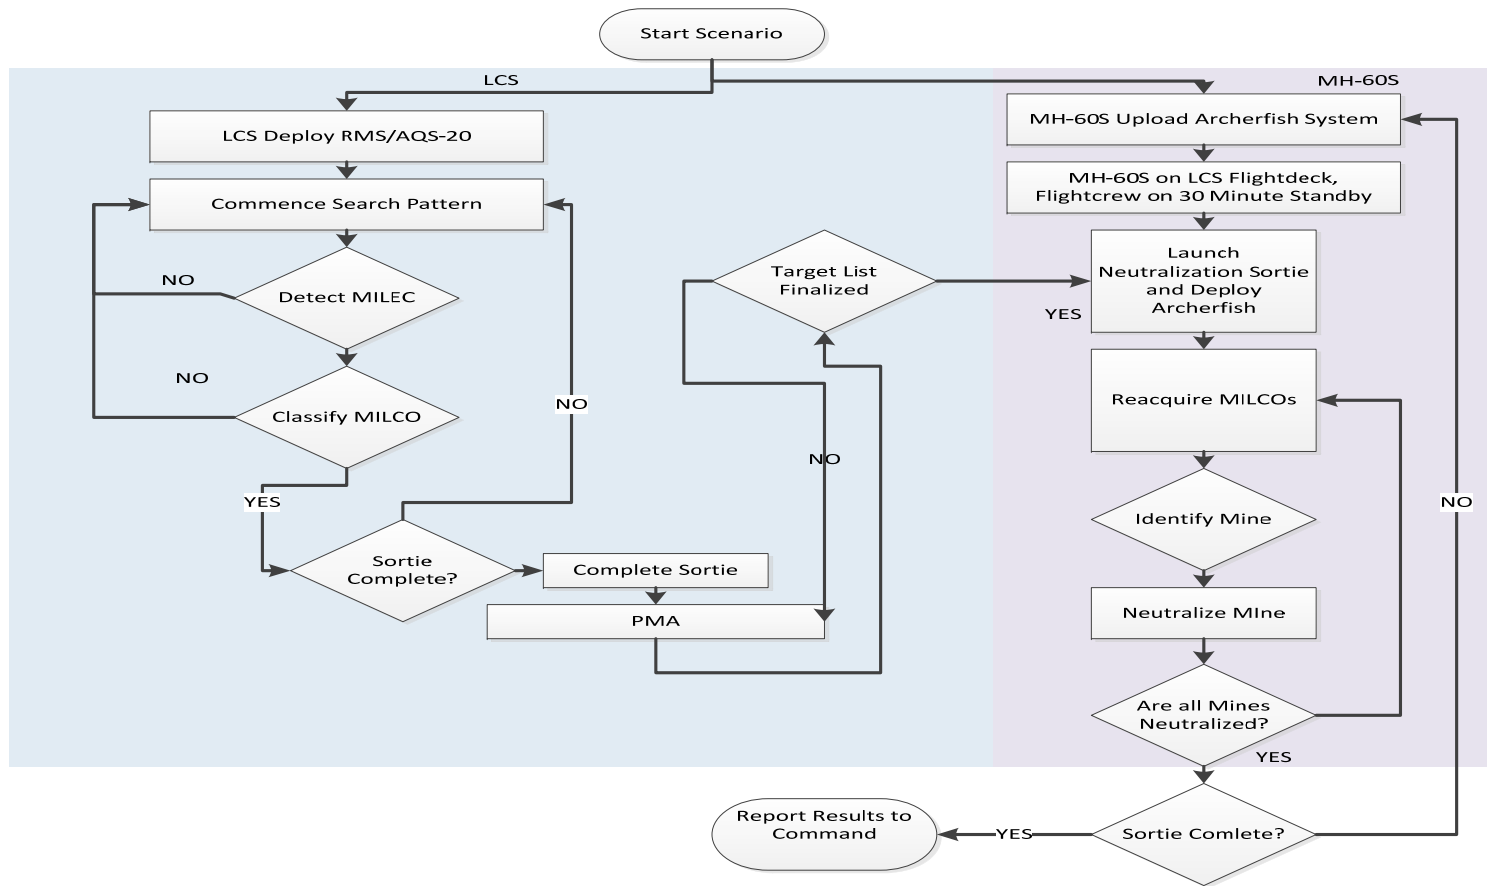 Start Scenario
LCS
MH-60S
LCS Deploy RMS/AQS-20
Commence Search Pattern
NO
Detect MILEC
NO
Classify MILCO
YES
NO
Sortie
Complete?
Complete Sortie
PMA
Target List
Finalized
NO
YES
MH-60S Upload Archerfish System
MH-60S on LCS Flightdeck,
Flightcrew on 30 Minute Standby
Launch
Neutralization Sortie
and Deploy
Archerfish
Reacquire MILCOs
Identify Mine
Neutralize MIne
Are all Mines
Neutralized?
YES
NO
Sortie Comlete?
YES
Report Results to
Command